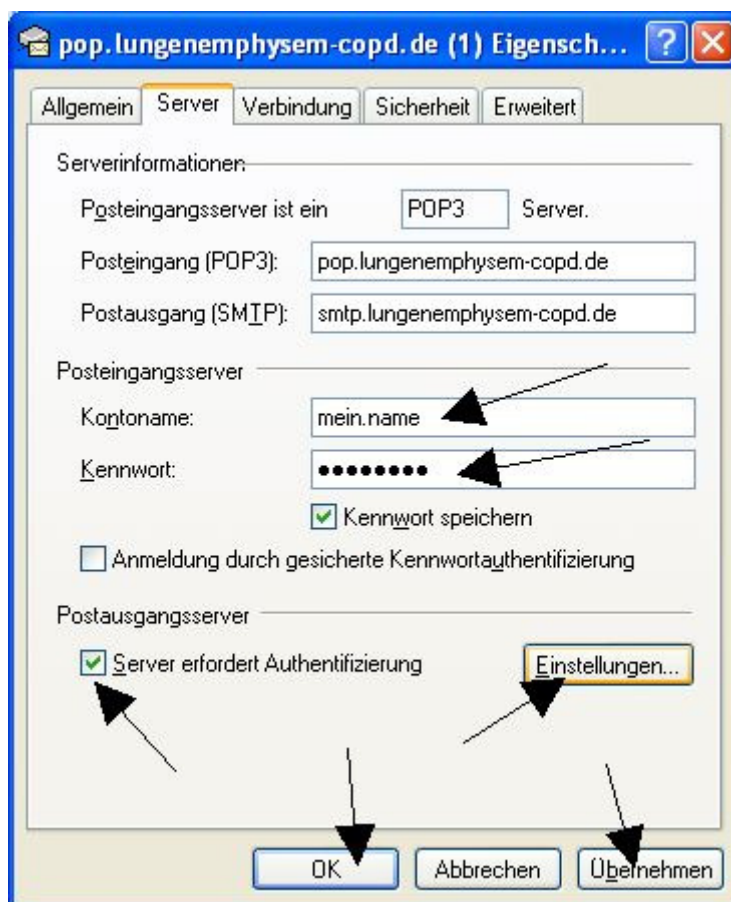 pop.lungenemphysem-copd.de (1) Eigensch...
Allgemein Server Verbindung Sicherheit Erweitert
Serverinformationen
Posteingangsserver ist ein POP3 Server.
Posteingang (POP3): pop.lungenemphysem-copd.de
Postausgang (SMTP): smtp.lungenemphysem-copd.de
Posteingangsserver
Kontoname: mein.name
Kennwort: ●●●●●●●●
Kennwort speichern
Anmeldung durch gesicherte Kennwortauthentifizierung
Postausgangsserver
Server erfordert Authentifizierung Einstellungen...
OK Abbrechen Übernehmen